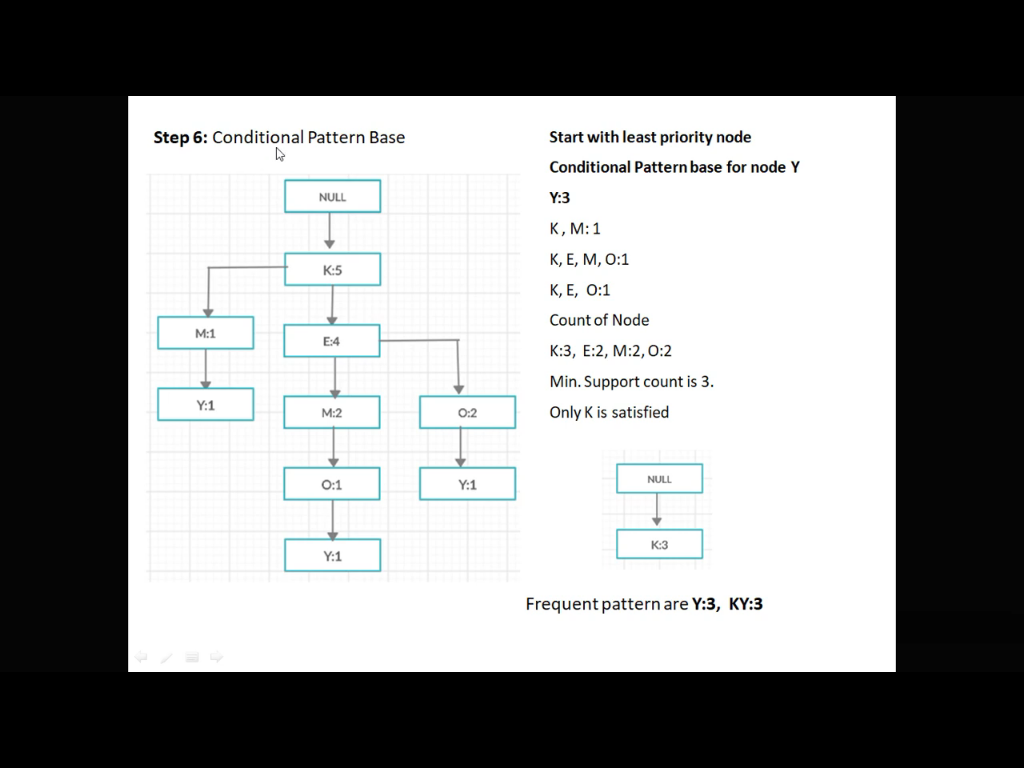 Step 6: Conditional Pattern Base
NULL
K:5
M:1
E:4
Y:1
M:2
O:2
O:1
Y:1
Y:1
Start with least priority node
Conditional Pattern base for node Y
Y:3
K , M: 1
K, E, M, O:1
K, E, O:1
Count of Node
K:3, E:2, M:2, O:2
Min. Support count is 3.
Only K is satisfied
NULL
K:3
Frequent pattern are Y:3, KY:3